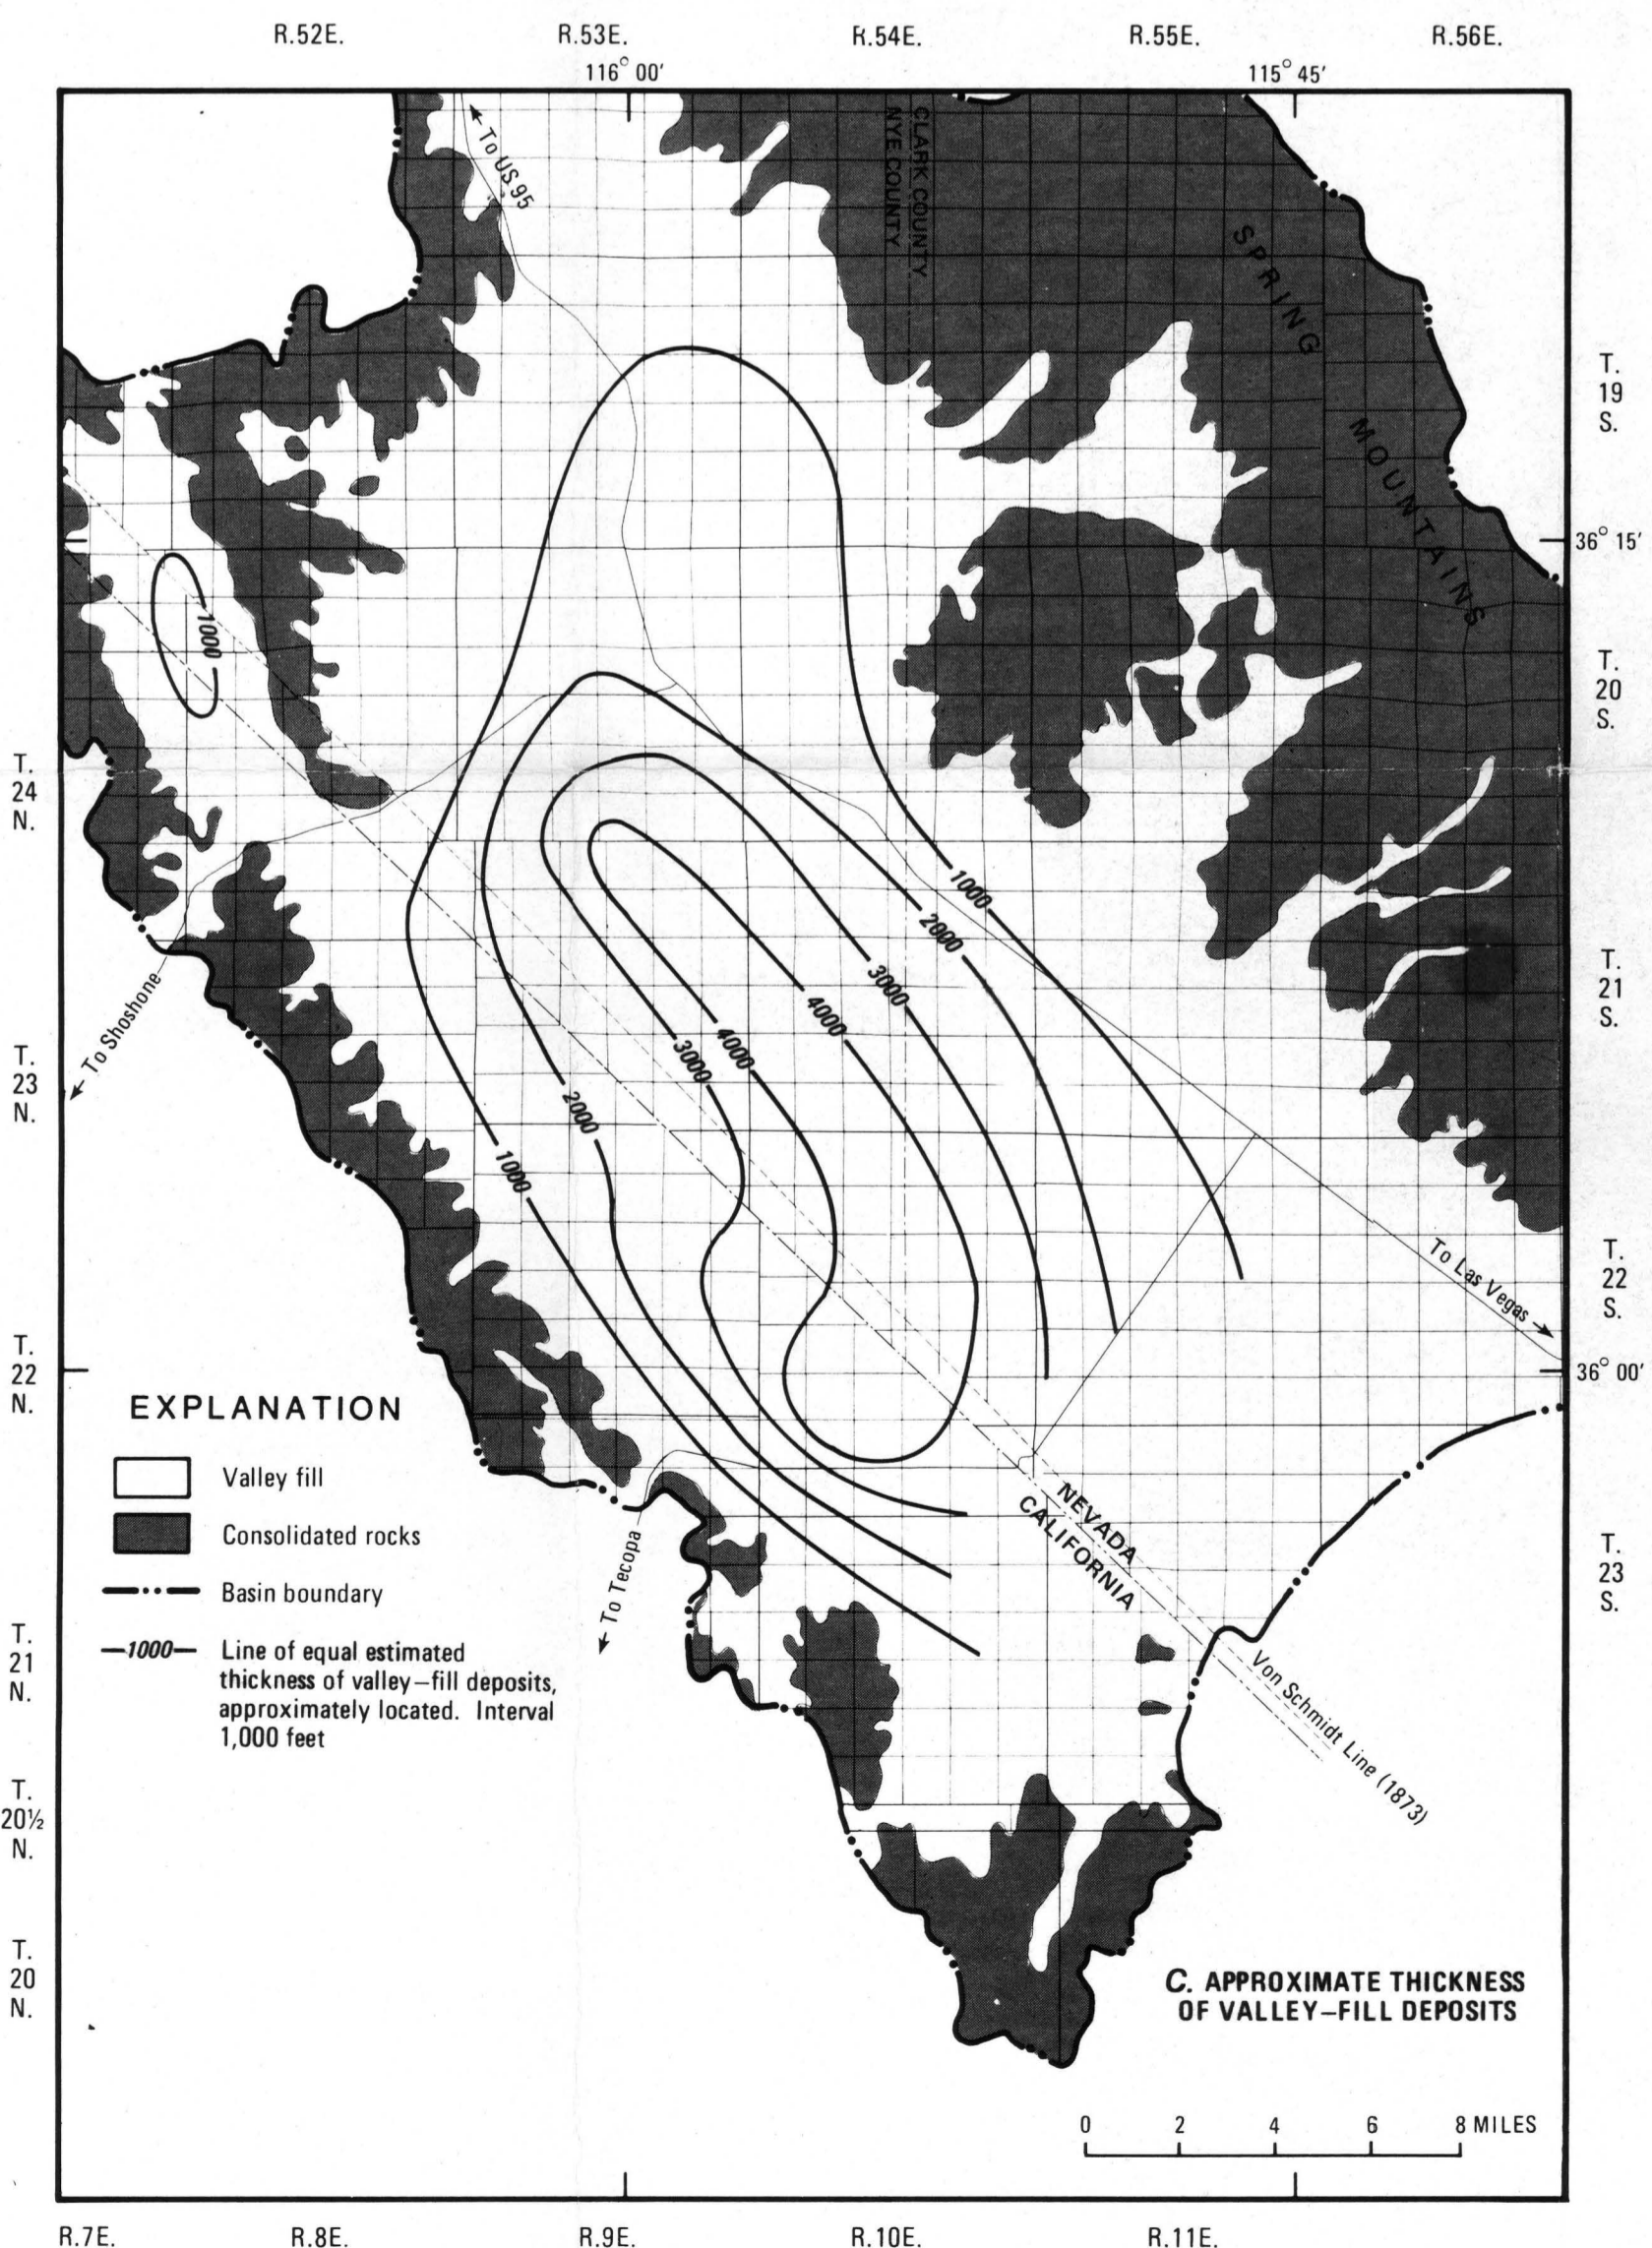 R.52E. R.53E. R.54E. R.55E. R.56E.
116° 00' 115° 45'
To US 95
CLARK COUNTY
NYE COUNTY
SPRING
MOUNTAINS
T.
19
S.
36° 15'
1000
T.
20
S.
T.
24
N.
1000
2000
3000
4000
4000
3000
2000
1000
T.
21
S.
To Shoshone
T.
23
N.
T.
22
S.
To Las Vegas
T.
22
N.
36° 00'
EXPLANATION
Valley fill
Consolidated rocks
Basin boundary
1000 Line of equal estimated
thickness of valley-fill deposits,
approximately located. Interval
1,000 feet
NEVADA
CALIFORNIA
To Tecopa
T.
23
S.
T.
21
N.
Von Schmidt Line (1873)
T.
20½
N.
T.
20
N.
C. APPROXIMATE THICKNESS
OF VALLEY-FILL DEPOSITS
0 2 4 6 8 MILES
R.7E. R.8E. R.9E. R.10E. R.11E.